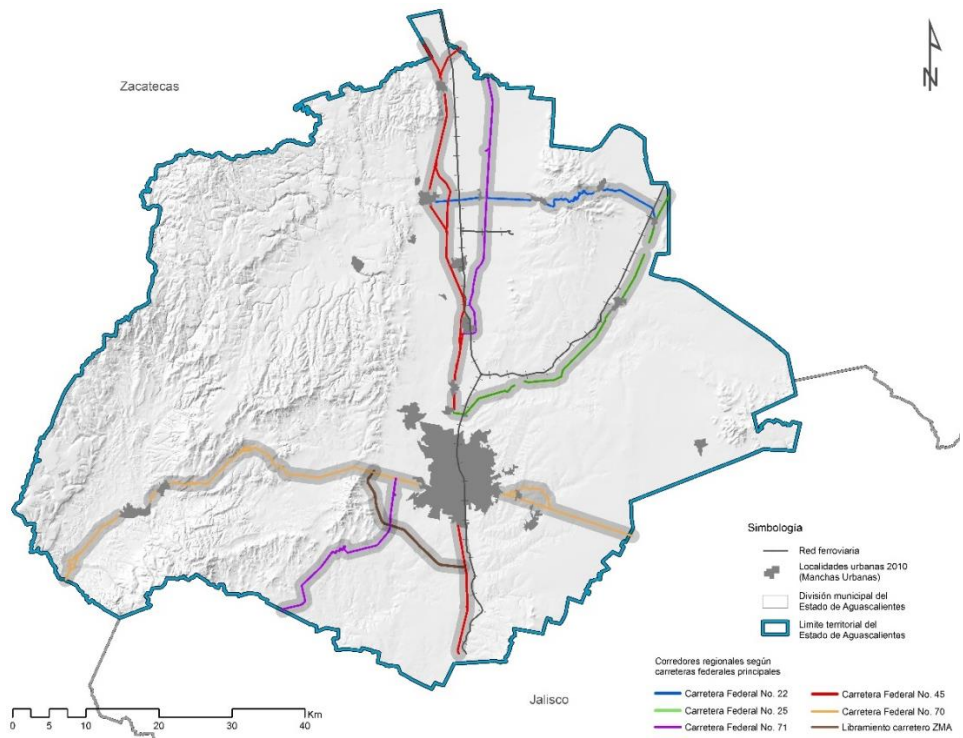 Zacatecas
N
Simbología
Red ferroviaria
Localidades urbanas 2010
(Manchas Urbanas)
División municipal del
Estado de Aguascalientes
Limite territorial del
Estado de Aguascalientes
Corredores regionales según
carreteras federales principales
Carretera Federal No. 22
Carretera Federal No. 45
Carretera Federal No. 25
Carretera Federal No. 70
Carretera Federal No. 71
Libramiento carretero ZMA
Jalisco
Km
0 5 10 20 30 40